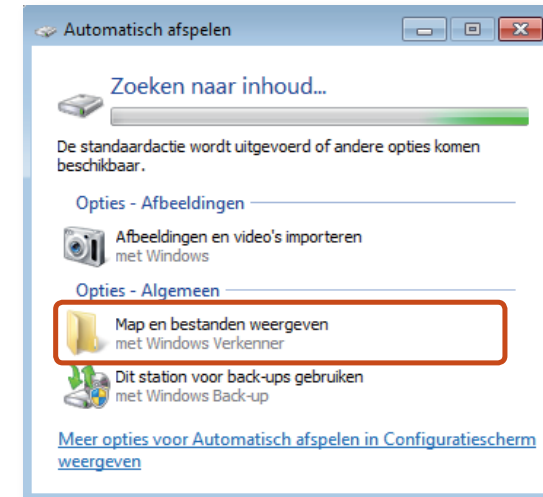 Automatisch afspelen
Zoeken naar inhoud...
De standaardactie wordt uitgevoerd of andere opties komen
beschikbaar.
Opties - Afbeeldingen
Afbeeldingen en video's importeren
met Windows
Opties - Algemeen
Map en bestanden weergeven
met Windows Verkenner
Dit station voor back-ups gebruiken
met Windows Back-up
Meer opties voor Automatisch afspelen in Configuratiescherm
weergeven